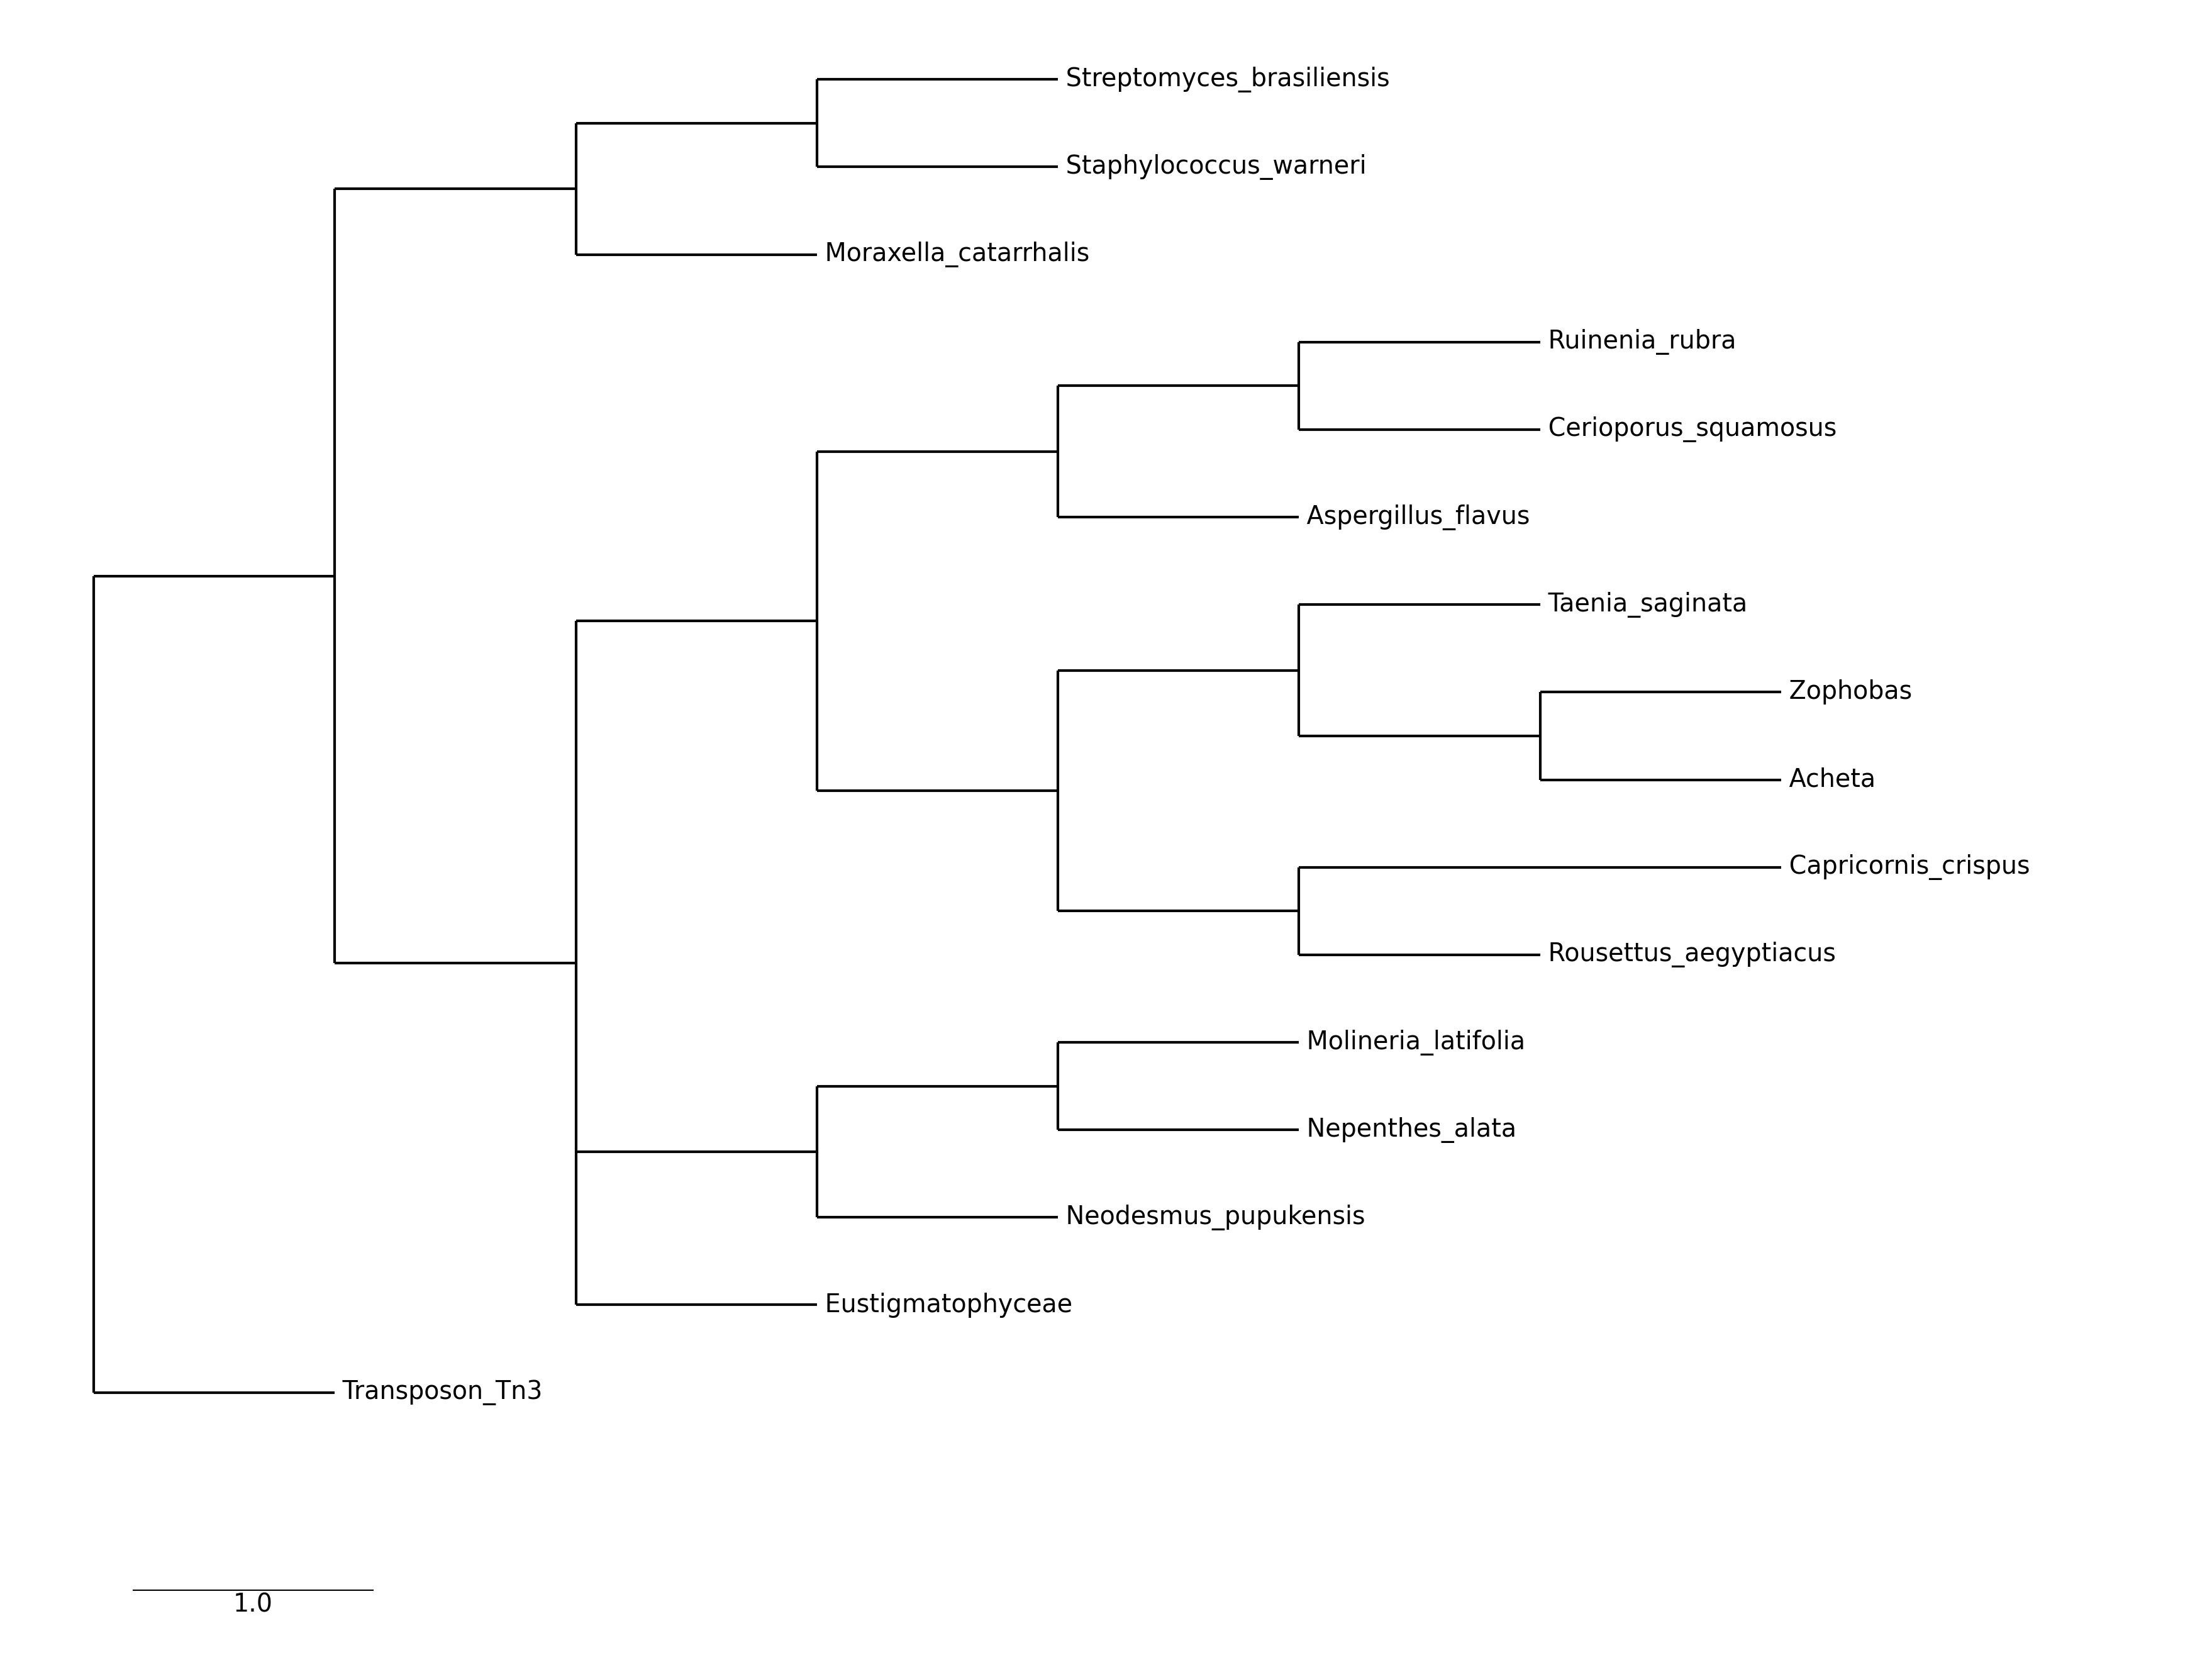 Streptomyces_brasiliensis
Staphylococcus_warneri
Moraxella_catarrhalis
Ruinenia_rubra
Cerioporus_squamosus
Aspergillus_flavus
Taenia_saginata
Zophobas
Acheta
Capricornis_crispus
Rousettus_aegyptiacus
Molineria_latifolia
Nepenthes_alata
Neodesmus_pupukensis
Eustigmatophyceae
Transposon_Tn3
1.0